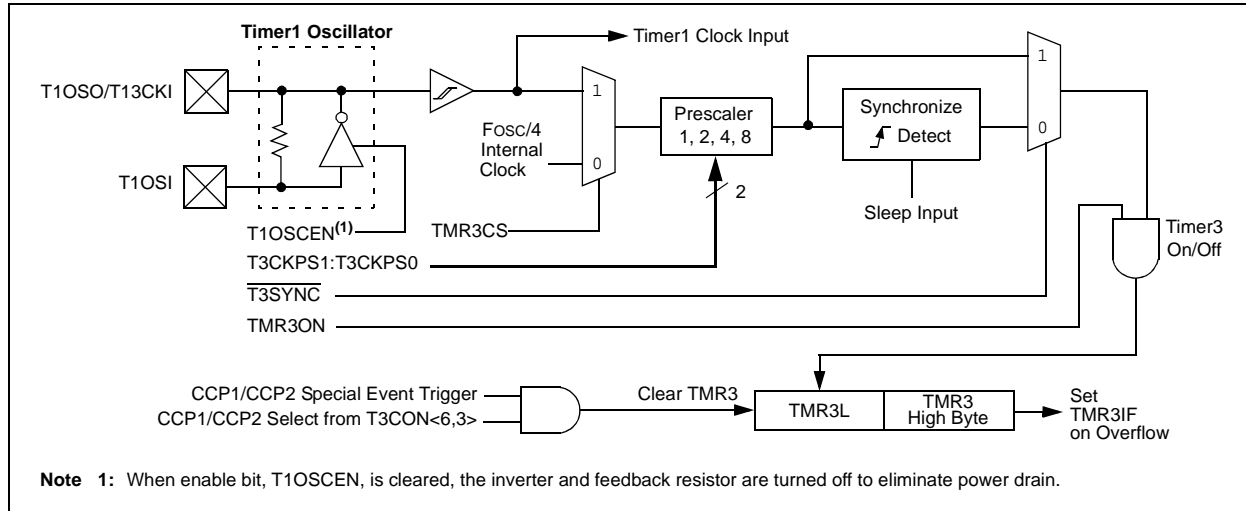 Timer1 Oscillator
Timer1 Clock Input
T1OSO/T13CKI
1
FOSC/4
Internal
Clock
0
Prescaler
1, 2, 4, 8
Synchronize
Detect
1
0
T1OSI
2
Sleep Input
T1OSCEN(1)
TMR3CS
Timer3
On/Off
T3CKPS1:T3CKPS0
T3SYNC
TMR3ON
CCP1/CCP2 Special Event Trigger
CCP1/CCP2 Select from T3CON<6,3>
Clear TMR3
TMR3L
TMR3
High Byte
Set
TMR3IF
on Overflow
Note 1: When enable bit, T1OSCEN, is cleared, the inverter and feedback resistor are turned off to eliminate power drain.